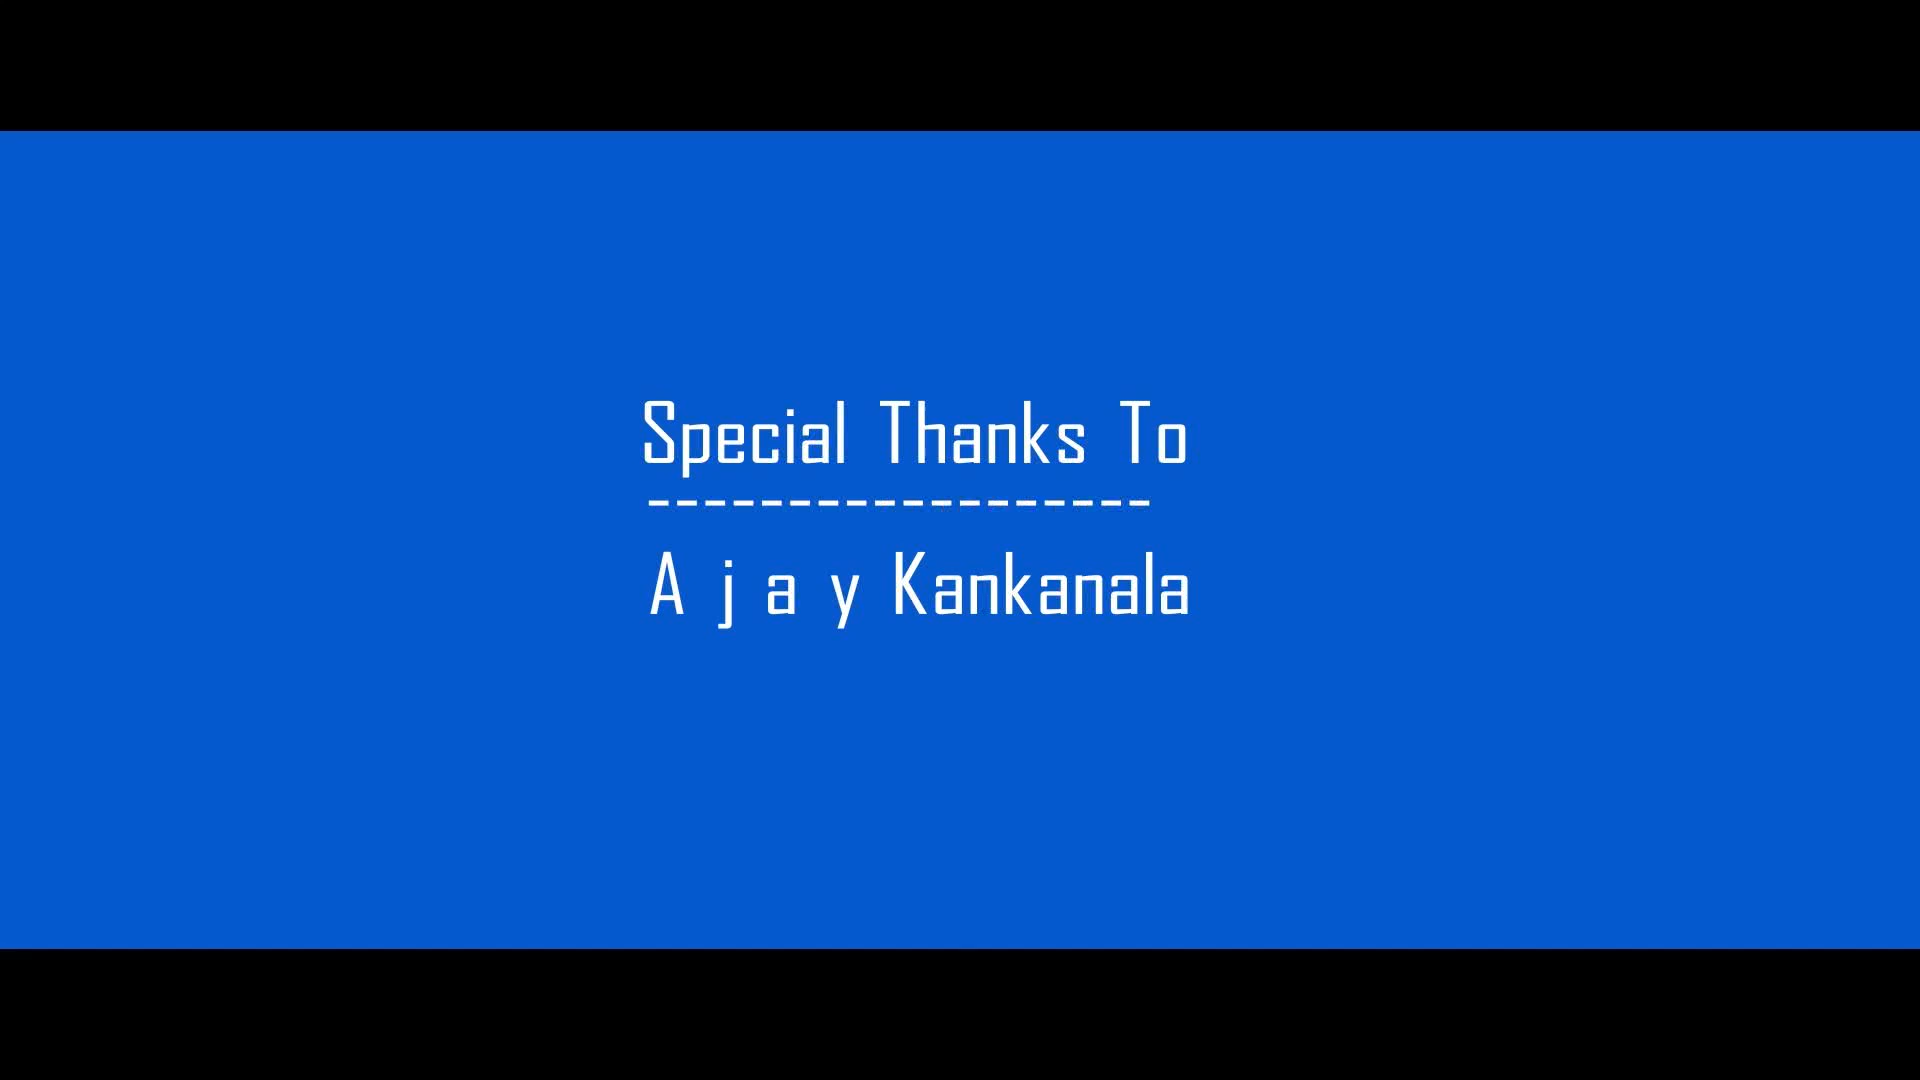 Special Thanks To
------------------
A j a y Kankanala